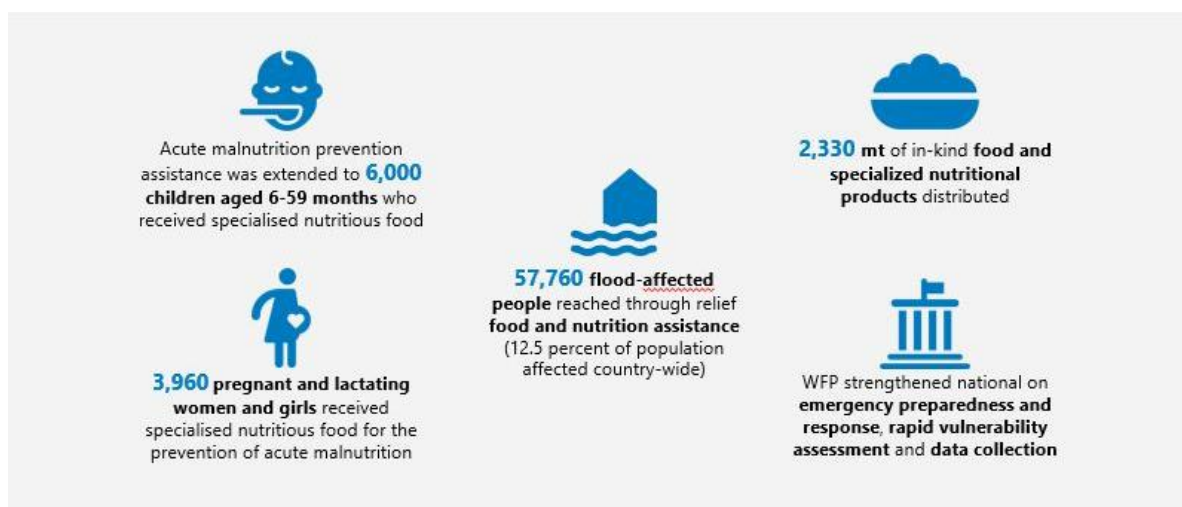 Acute malnutrition prevention
assistance was extended to 6,000
children aged 6-59 months who
received specialised nutritious food
3,960 pregnant and lactating
women and girls received
specialised nutritious food for the
prevention of acute malnutrition
57,760 flood-affected
people reached through relief
food and nutrition assistance
(12.5 percent of population
affected country-wide)
2,330 mt of in-kind food and
specialized nutritional
products distributed
WFP strengthened national on
emergency preparedness and
response, rapid vulnerability
assessment and data collection